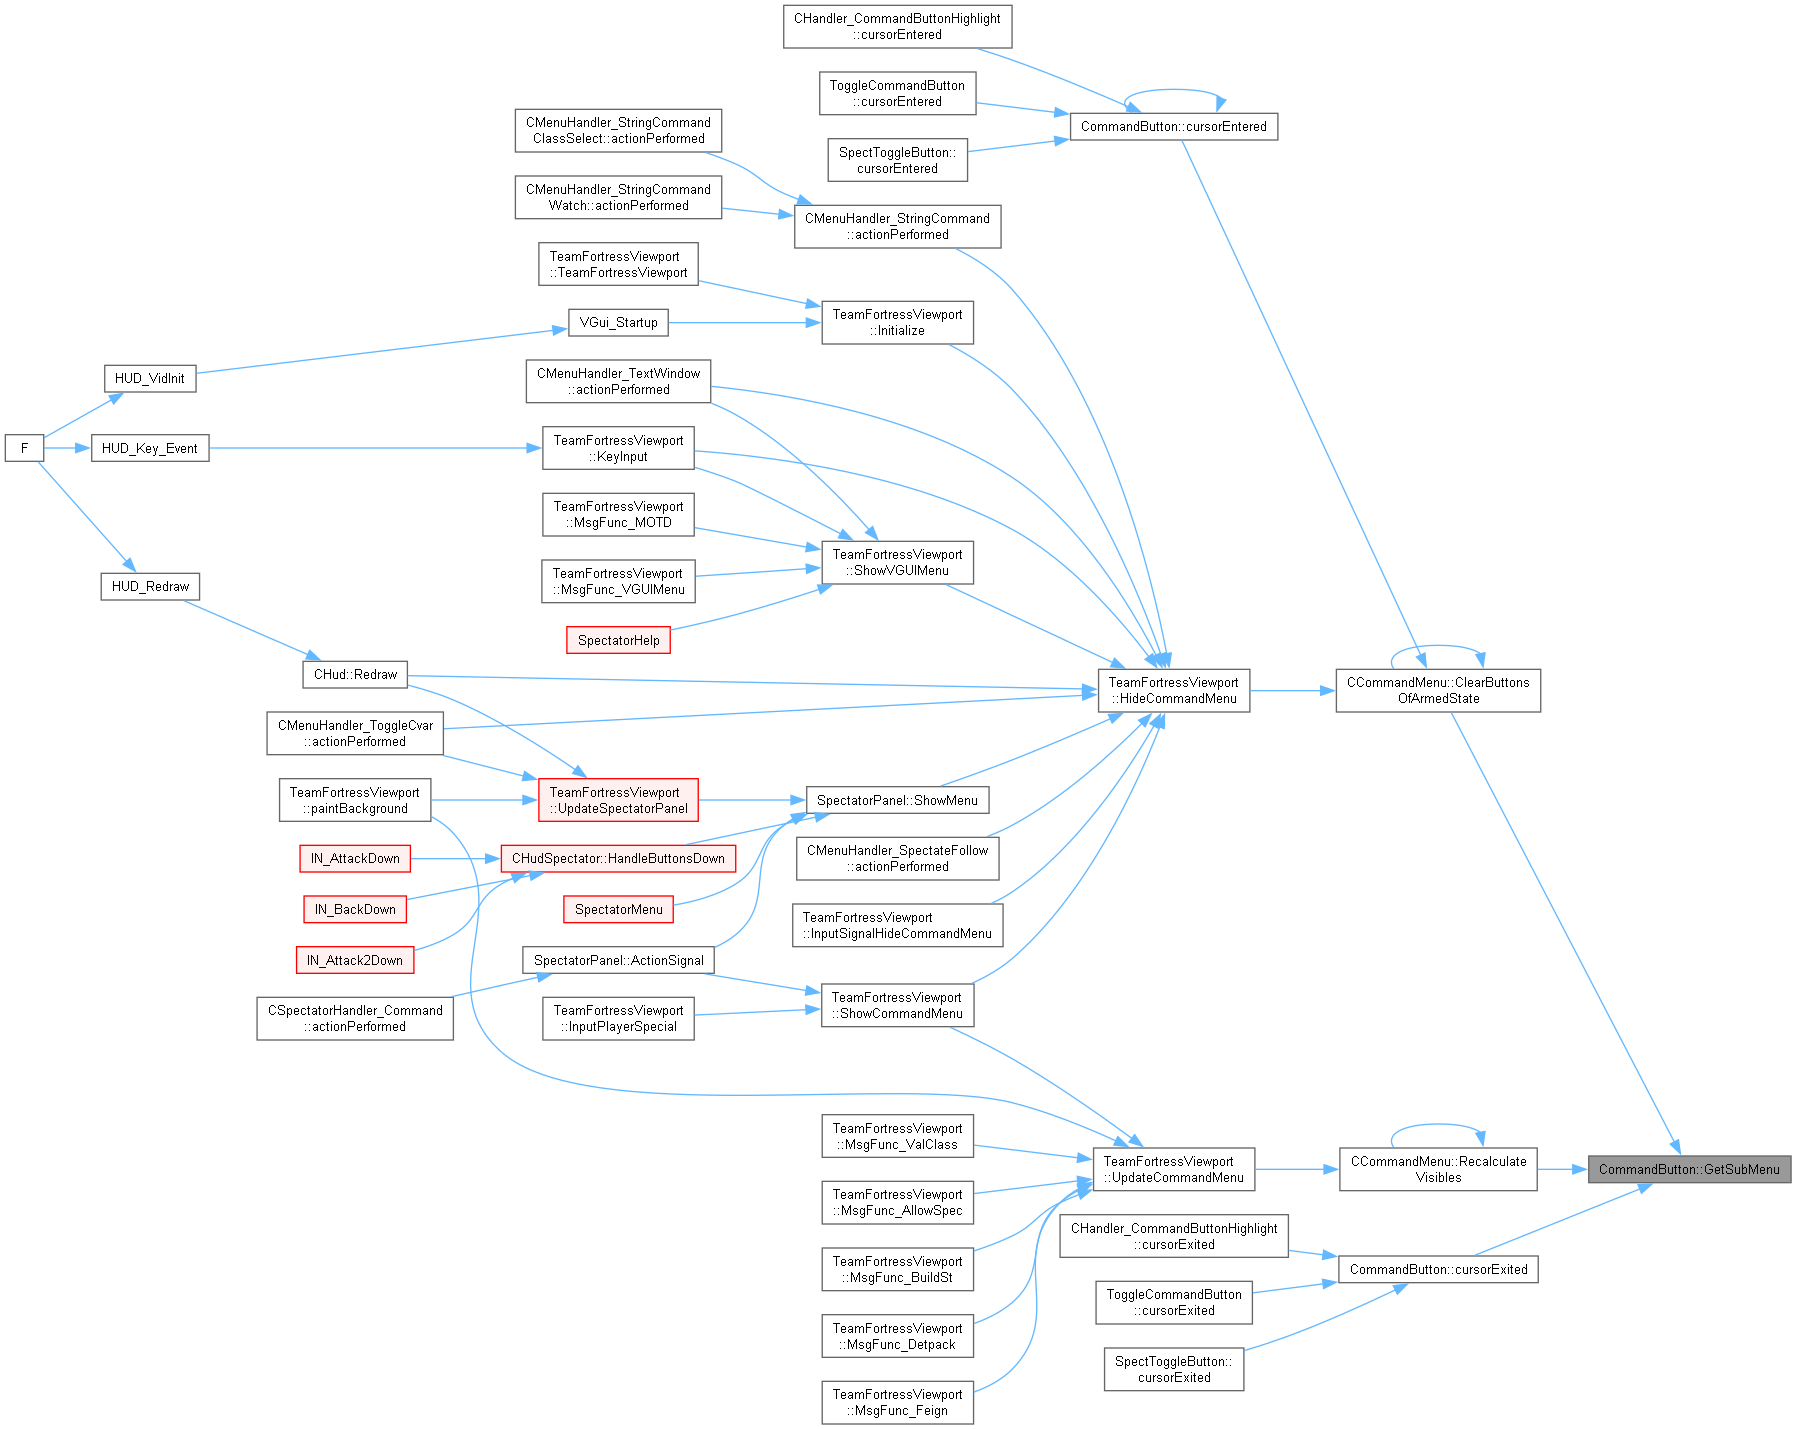 CHandler_CommandButtonHighlight
::cursorEntered
ToggleCommandButton
::cursorEntered
CommandButton::cursorEntered
SpectToggleButton::
cursorEntered
CMenuHandler_StringCommand
ClassSelect::actionPerformed
CMenuHandler_StringCommand
Watch::actionPerformed
CMenuHandler_StringCommand
::actionPerformed
TeamFortressViewport
::TeamFortressViewport
TeamFortressViewport
::Initialize
VGui_Startup
HUD_VidInit
CMenuHandler_TextWindow
::actionPerformed
F
HUD_Key_Event
TeamFortressViewport
::KeyInput
TeamFortressViewport
::MsgFunc_MOTD
TeamFortressViewport
::ShowVGUIMenu
TeamFortressViewport
::MsgFunc_VGUIMenu
HUD_Redraw
SpectatorHelp
CHud::Redraw
TeamFortressViewport
::HideCommandMenu
CCommandMenu::ClearButtons
OfArmedState
CMenuHandler_ToggleCvar
::actionPerformed
TeamFortressViewport
::paintBackground
TeamFortressViewport
::UpdateSpectatorPanel
SpectatorPanel::ShowMenu
IN_AttackDown
CHudSpectator::HandleButtonsDown
CMenuHandler_SpectateFollow
::actionPerformed
IN_BackDown
SpectatorMenu
TeamFortressViewport
::InputSignalHideCommandMenu
IN_Attack2Down
SpectatorPanel::ActionSignal
CSpectatorHandler_Command
::actionPerformed
TeamFortressViewport
::InputPlayerSpecial
TeamFortressViewport
::ShowCommandMenu
TeamFortressViewport
::MsgFunc_ValClass
TeamFortressViewport
::UpdateCommandMenu
CCommandMenu::Recalculate
Visibles
CommandButton::GetSubMenu
TeamFortressViewport
::MsgFunc_AllowSpec
CHandler_CommandButtonHighlight
::cursorExited
TeamFortressViewport
::MsgFunc_BuildSt
CommandButton::cursorExited
ToggleCommandButton
::cursorExited
TeamFortressViewport
::MsgFunc_Detpack
SpectToggleButton::
cursorExited
TeamFortressViewport
::MsgFunc_Feign